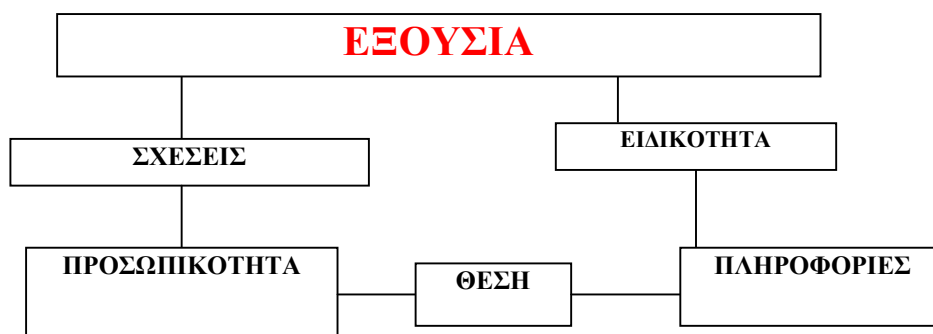 ΕΞΟΥΣΙΑ
ΣΧΕΣΕΙΣ
ΕΙΔΙΚΟΤΗΤΑ
ΠΡΟΣΩΠΙΚΟΤΗΤΑ
ΘΕΣΗ
ΠΛΗΡΟΦΟΡΙΕΣ